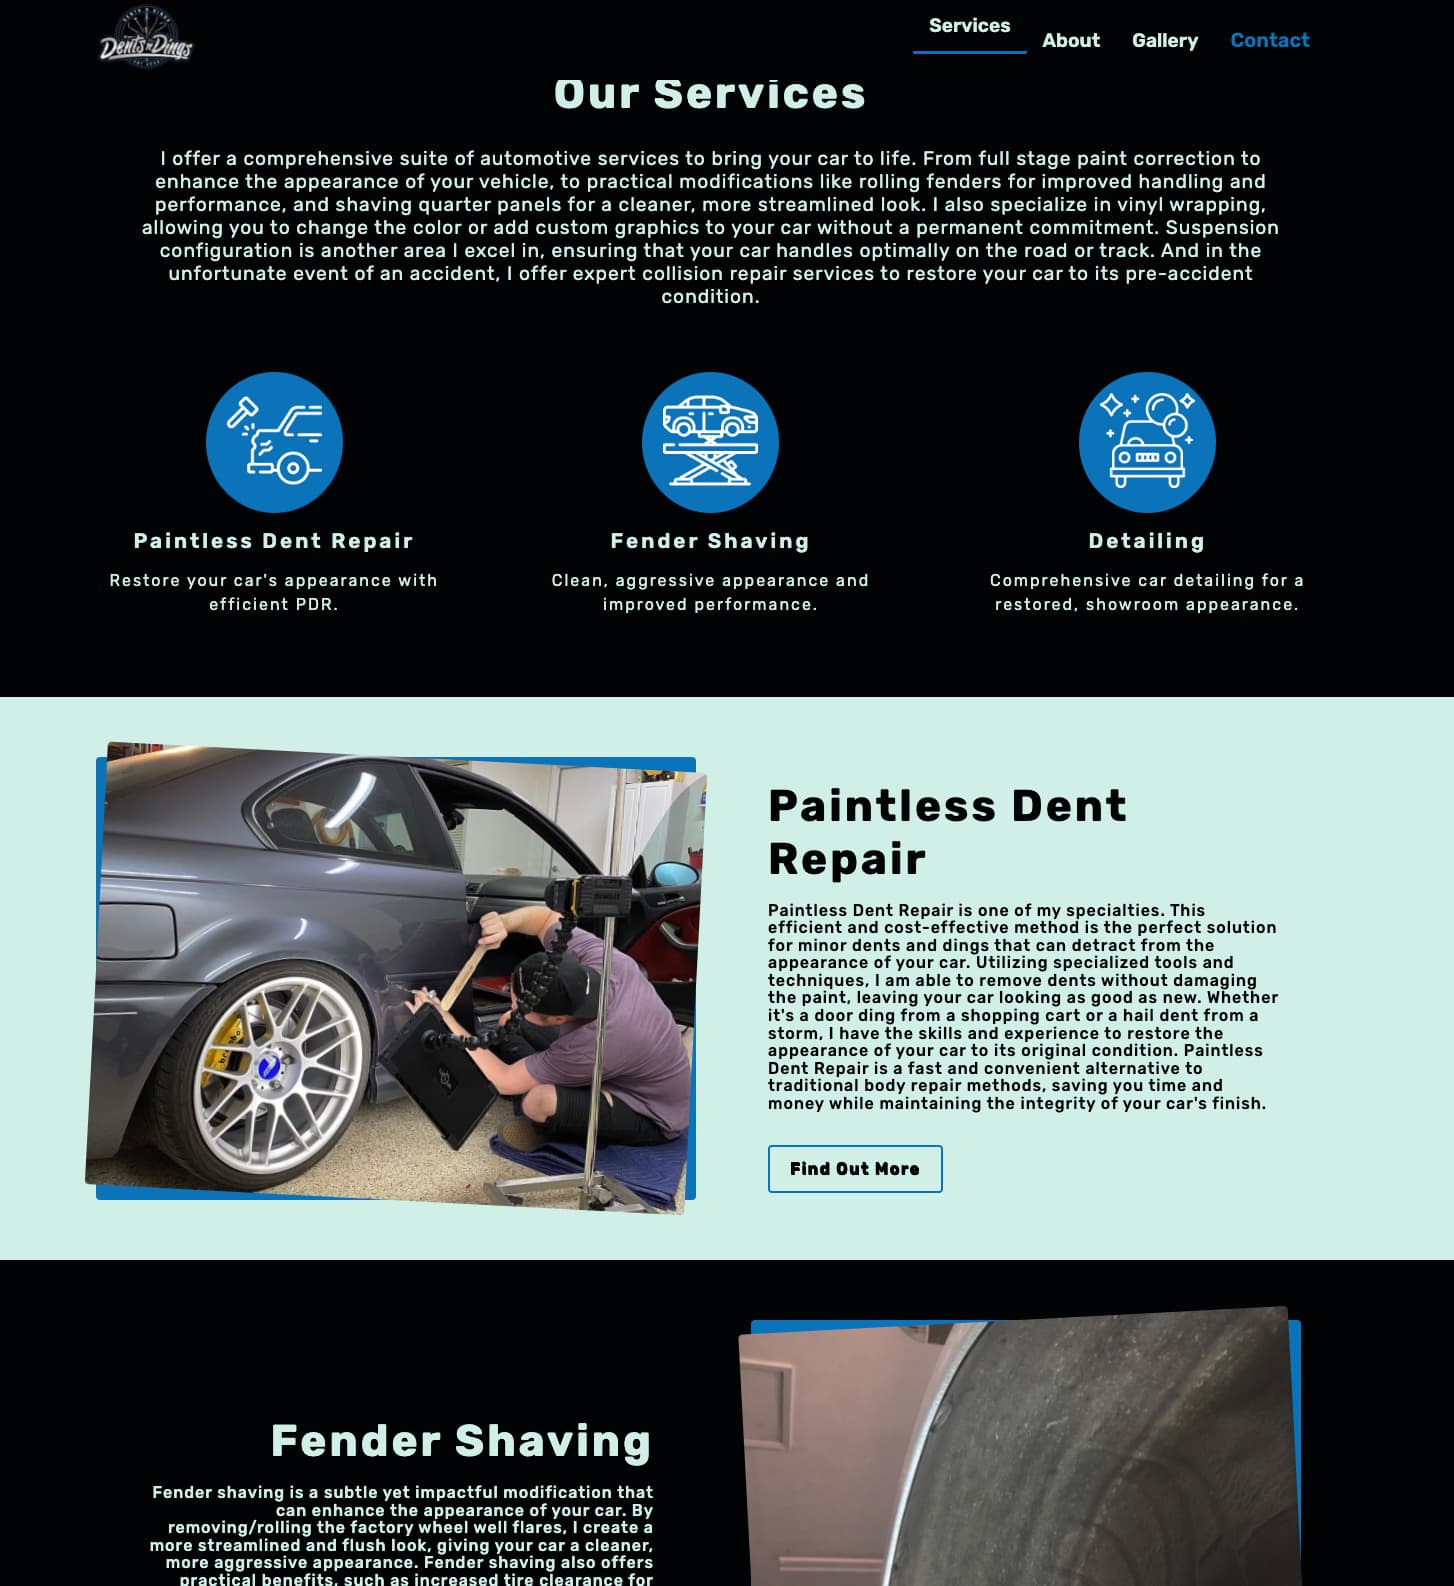 Dents N Dings
Services
About
Gallery
Contact
Our Services
I offer a comprehensive suite of automotive services to bring your car to life. From full stage paint correction to
enhance the appearance of your vehicle, to practical modifications like rolling fenders for improved handling and
performance, and shaving quarter panels for a cleaner, more streamlined look. I also specialize in vinyl wrapping,
allowing you to change the color or add custom graphics to your car without a permanent commitment. Suspension
configuration is another area I excel in, ensuring that your car handles optimally on the road or track. And in the
unfortunate event of an accident, I offer expert collision repair services to restore your car to its pre-accident
condition.
Paintless Dent Repair
Restore your car's appearance with
efficient PDR.
Fender Shaving
Clean, aggressive appearance and
improved performance.
Detailing
Comprehensive car detailing for a
restored, showroom appearance.
Paintless Dent
Repair
Paintless Dent Repair is one of my specialties. This
efficient and cost-effective method is the perfect solution
for minor dents and dings that can detract from the
appearance of your car. Utilizing specialized tools and
techniques, I am able to remove dents without damaging
the paint, leaving your car looking as good as new. Whether
it's a door ding from a shopping cart or a hail dent from a
storm, I have the skills and experience to restore the
appearance of your car to its original condition. Paintless
Dent Repair is a fast and convenient alternative to
traditional body repair methods, saving you time and
money while maintaining the integrity of your car's finish.
Find Out More
Fender Shaving
Fender shaving is a subtle yet impactful modification that
can enhance the appearance of your car. By
removing/rolling the factory wheel well flares, I create a
more streamlined and flush look, giving your car a cleaner,
more aggressive appearance. Fender shaving also offers
practical benefits, such as increased tire clearance for